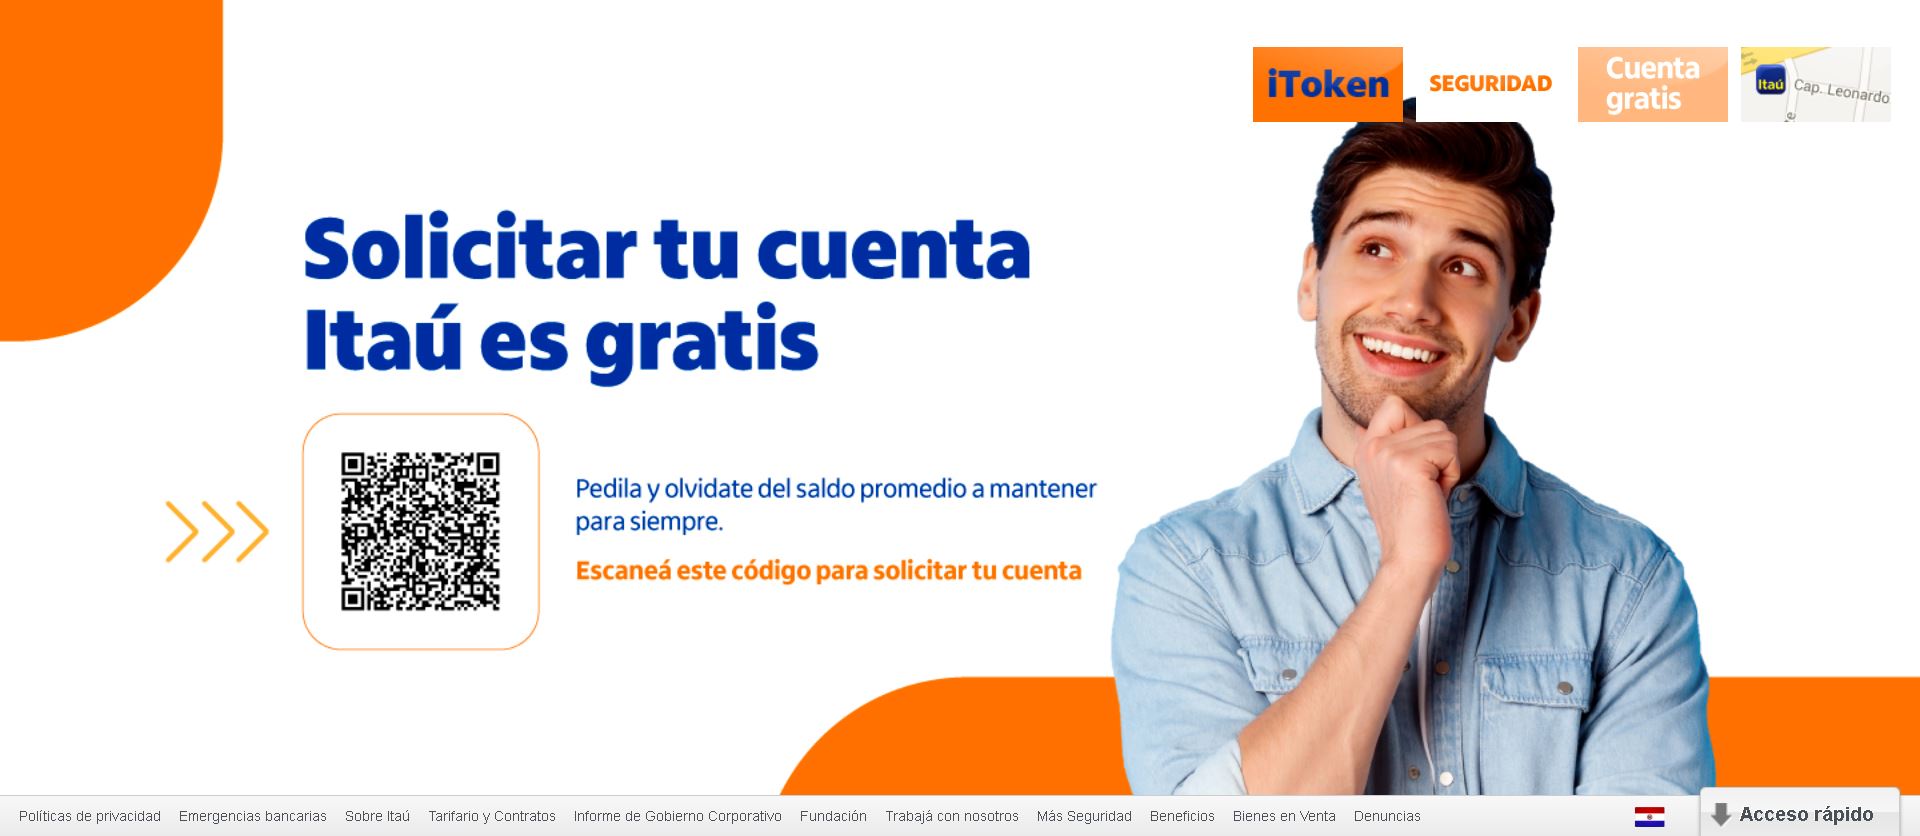 iToken
SEGURIDAD
Cuenta
gratis
Itaú
Cap. Leonardo
Solicitar tu cuenta
Itaú es gratis
Pedila y olvidate del saldo promedio a mantener
para siempre.
Escaneá este código para solicitar tu cuenta
Políticas de privacidad
Emergencias bancarias
Sobre Itaú
Tarifario y Contratos
Informe de Gobierno Corporativo
Fundación
Trabajá con nosotros
Más Seguridad
Beneficios
Bienes en Venta
Denuncias
Acceso rápido